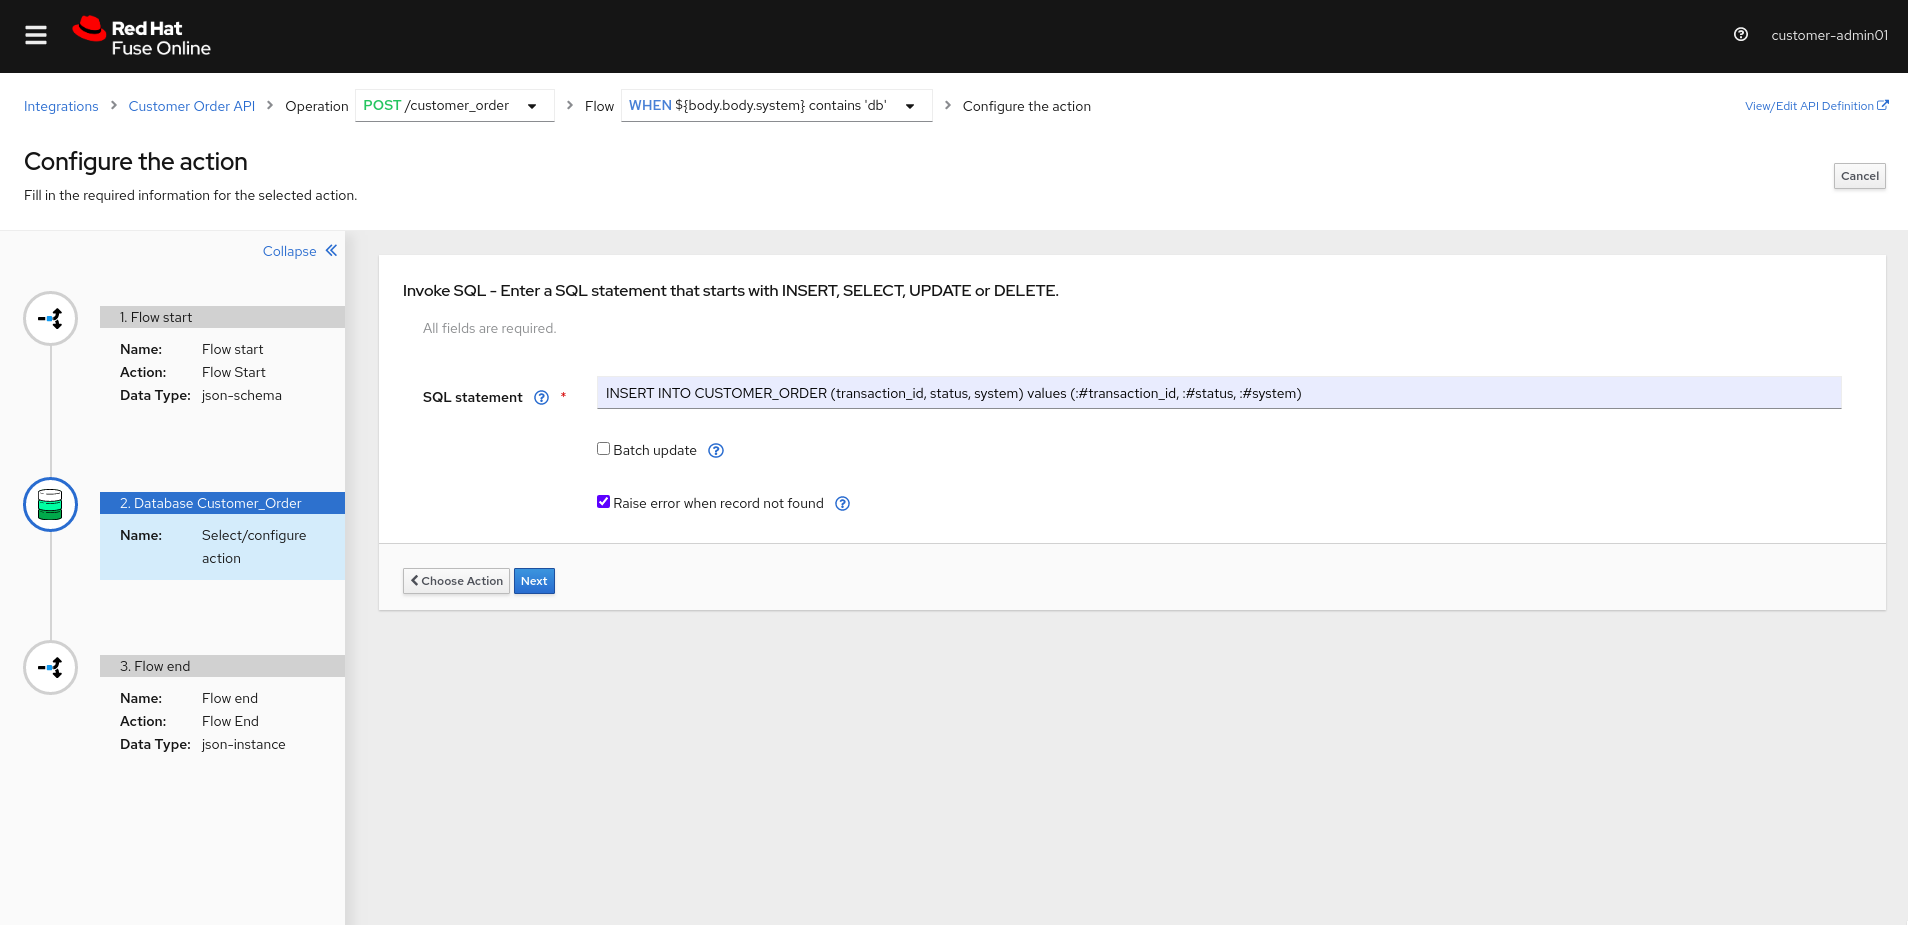 Red Hat
Fuse Online
customer-admin01
Integrations > Customer Order API > Operation POST /customer_order > Flow WHEN ${body.body.system} contains 'db' > Configure the action
View/Edit API Definition
Configure the action
Fill in the required information for the selected action.
Cancel
Collapse
1. Flow start
Name: Flow start
Action: Flow Start
Data Type: json-schema
2. Database Customer_Order
Name: Select/configure
action
3. Flow end
Name: Flow end
Action: Flow End
Data Type: json-instance
Invoke SQL - Enter a SQL statement that starts with INSERT, SELECT, UPDATE or DELETE.
All fields are required.
SQL statement * INSERT INTO CUSTOMER_ORDER (transaction_id, status, system) values (:#transaction_id, :#status, :#system)
Batch update
Raise error when record not found
Choose Action Next